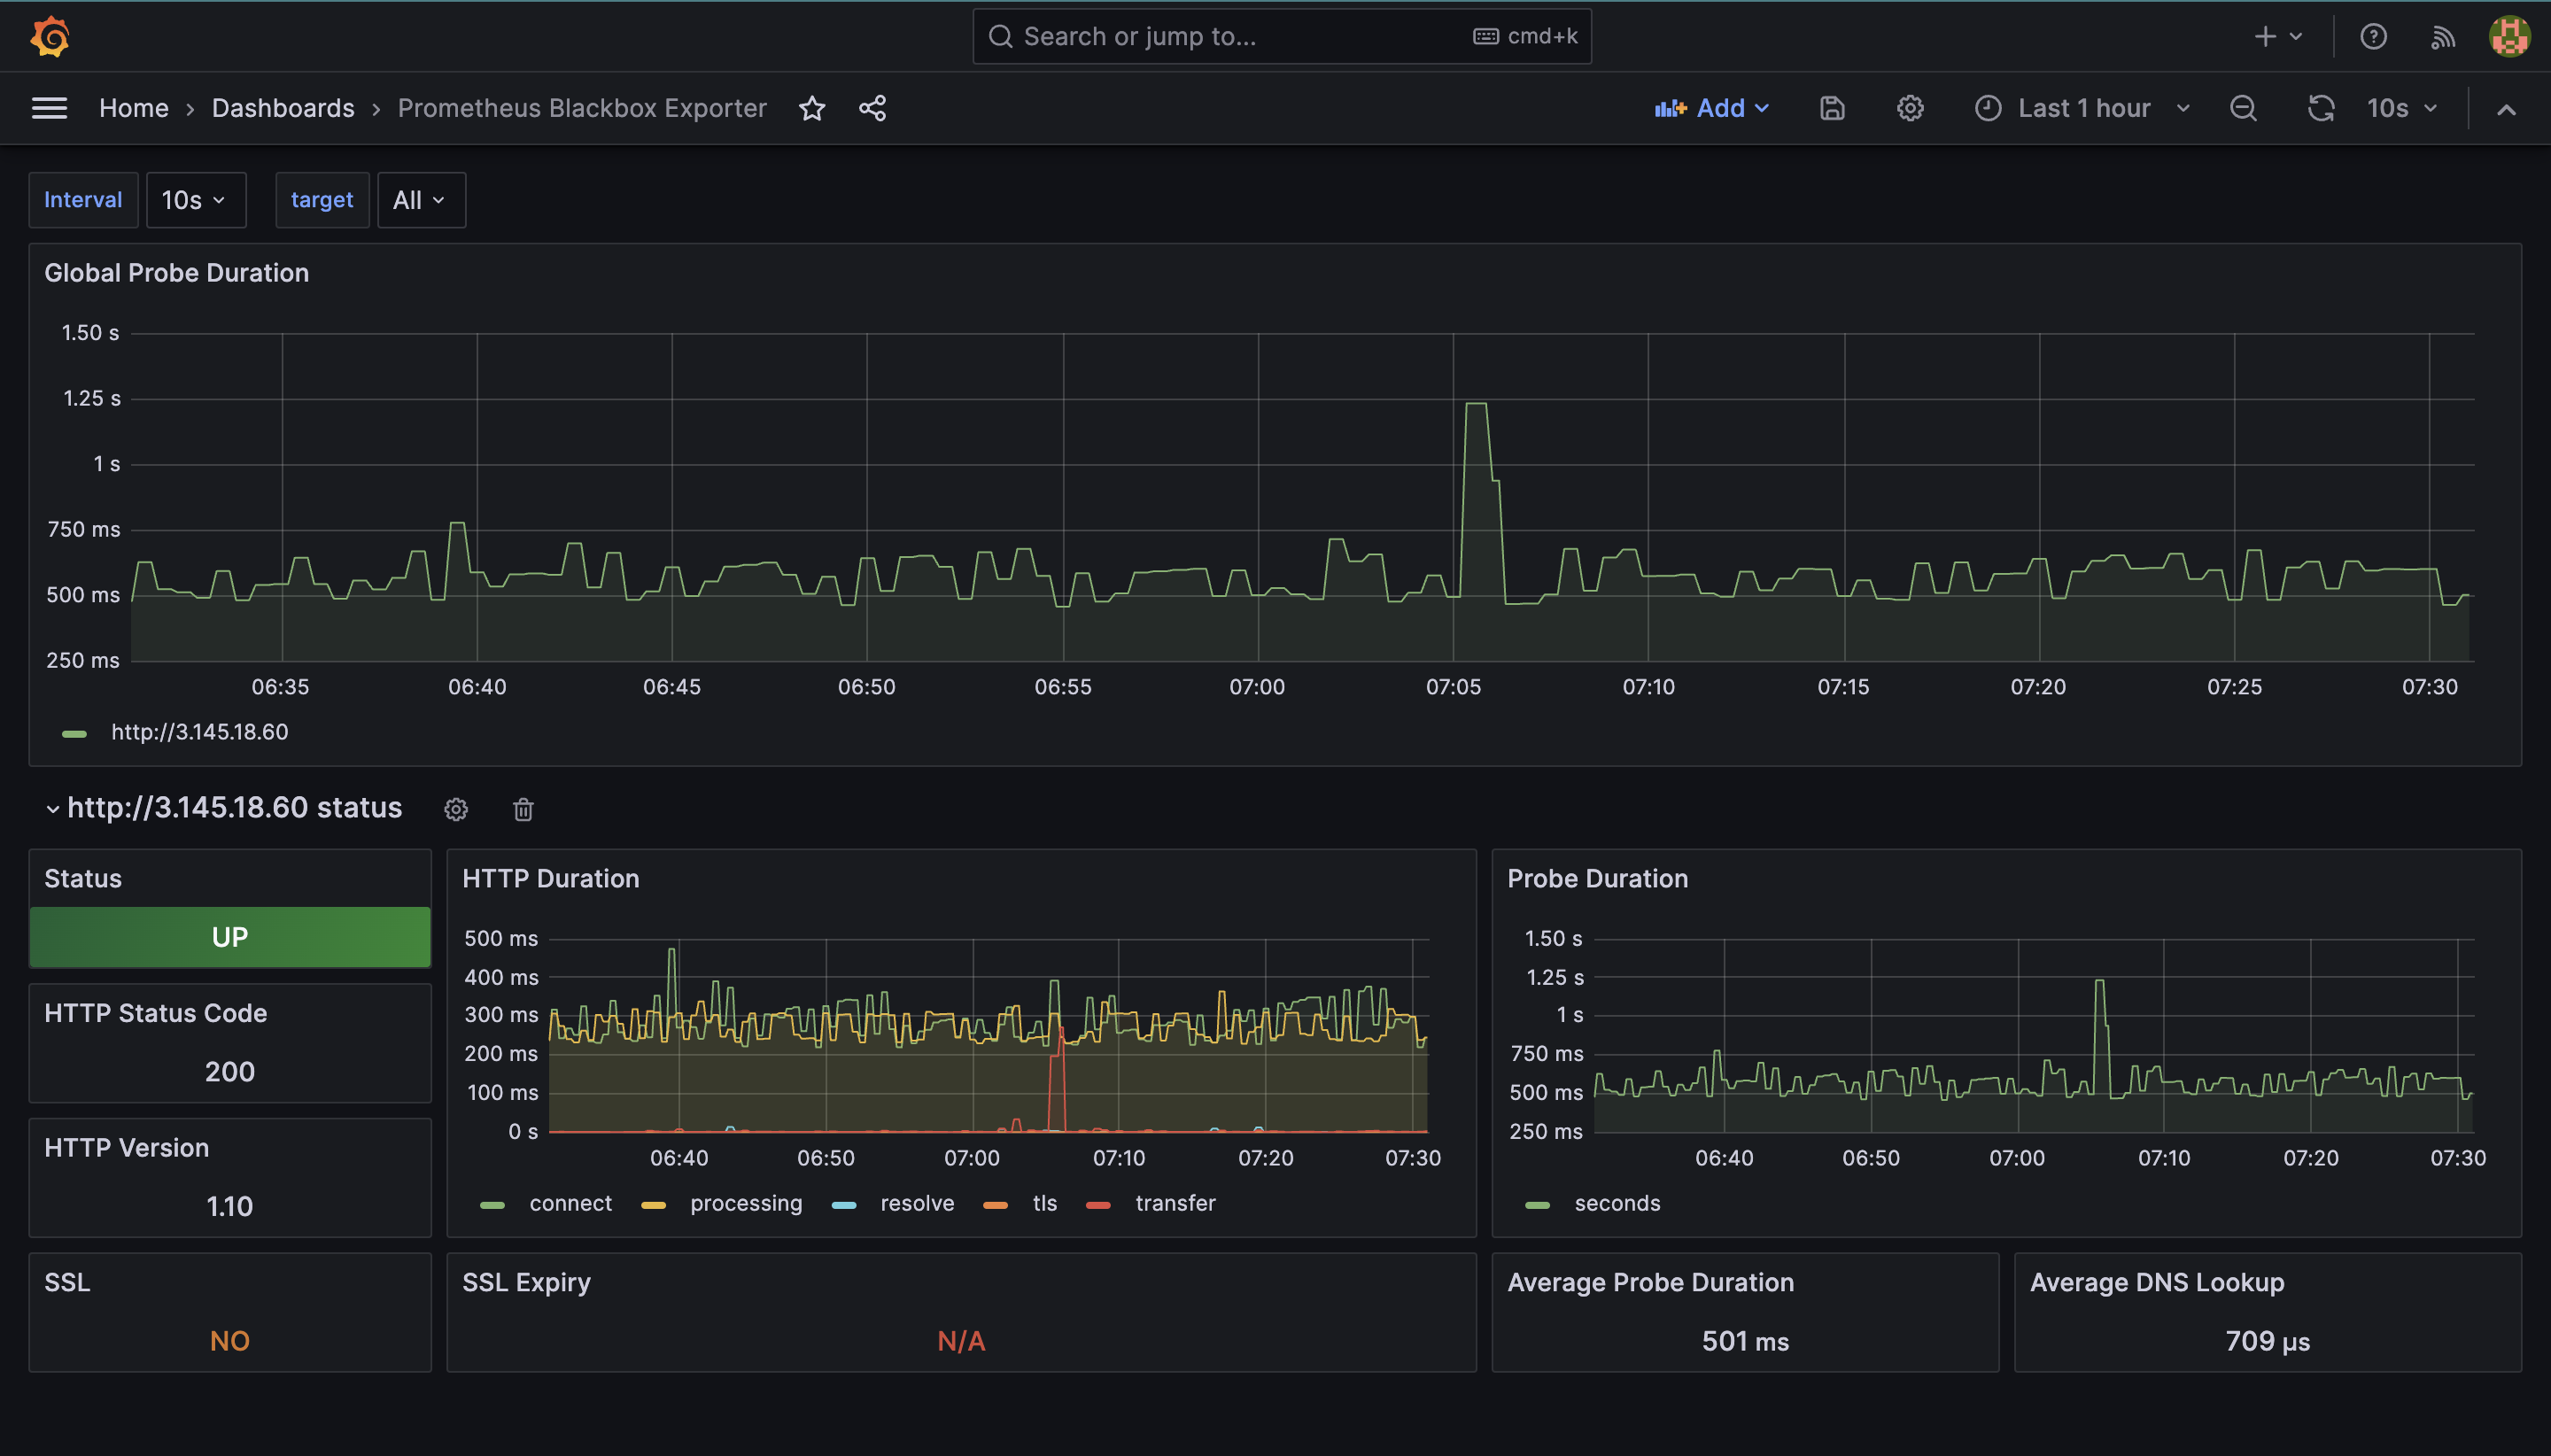 Search or jump to... cmd+k
Home › Dashboards › Prometheus Blackbox Exporter Add Last 1 hour 10s
Interval 10s target All
Global Probe Duration
1.50 s
1.25 s
1 s
750 ms
500 ms
250 ms
06:35 06:40 06:45 06:50 06:55 07:00 07:05 07:10 07:15 07:20 07:25 07:30
http://3.145.18.60
http://3.145.18.60 status
Status
UP
HTTP Status Code
200
HTTP Version
1.10
HTTP Duration
500 ms
400 ms
300 ms
200 ms
100 ms
0 s
06:40 06:50 07:00 07:10 07:20 07:30
connect processing resolve tls transfer
Probe Duration
1.50 s
1.25 s
1 s
750 ms
500 ms
250 ms
06:40 06:50 07:00 07:10 07:20 07:30
seconds
SSL
NO
SSL Expiry
N/A
Average Probe Duration
501 ms
Average DNS Lookup
709 µs